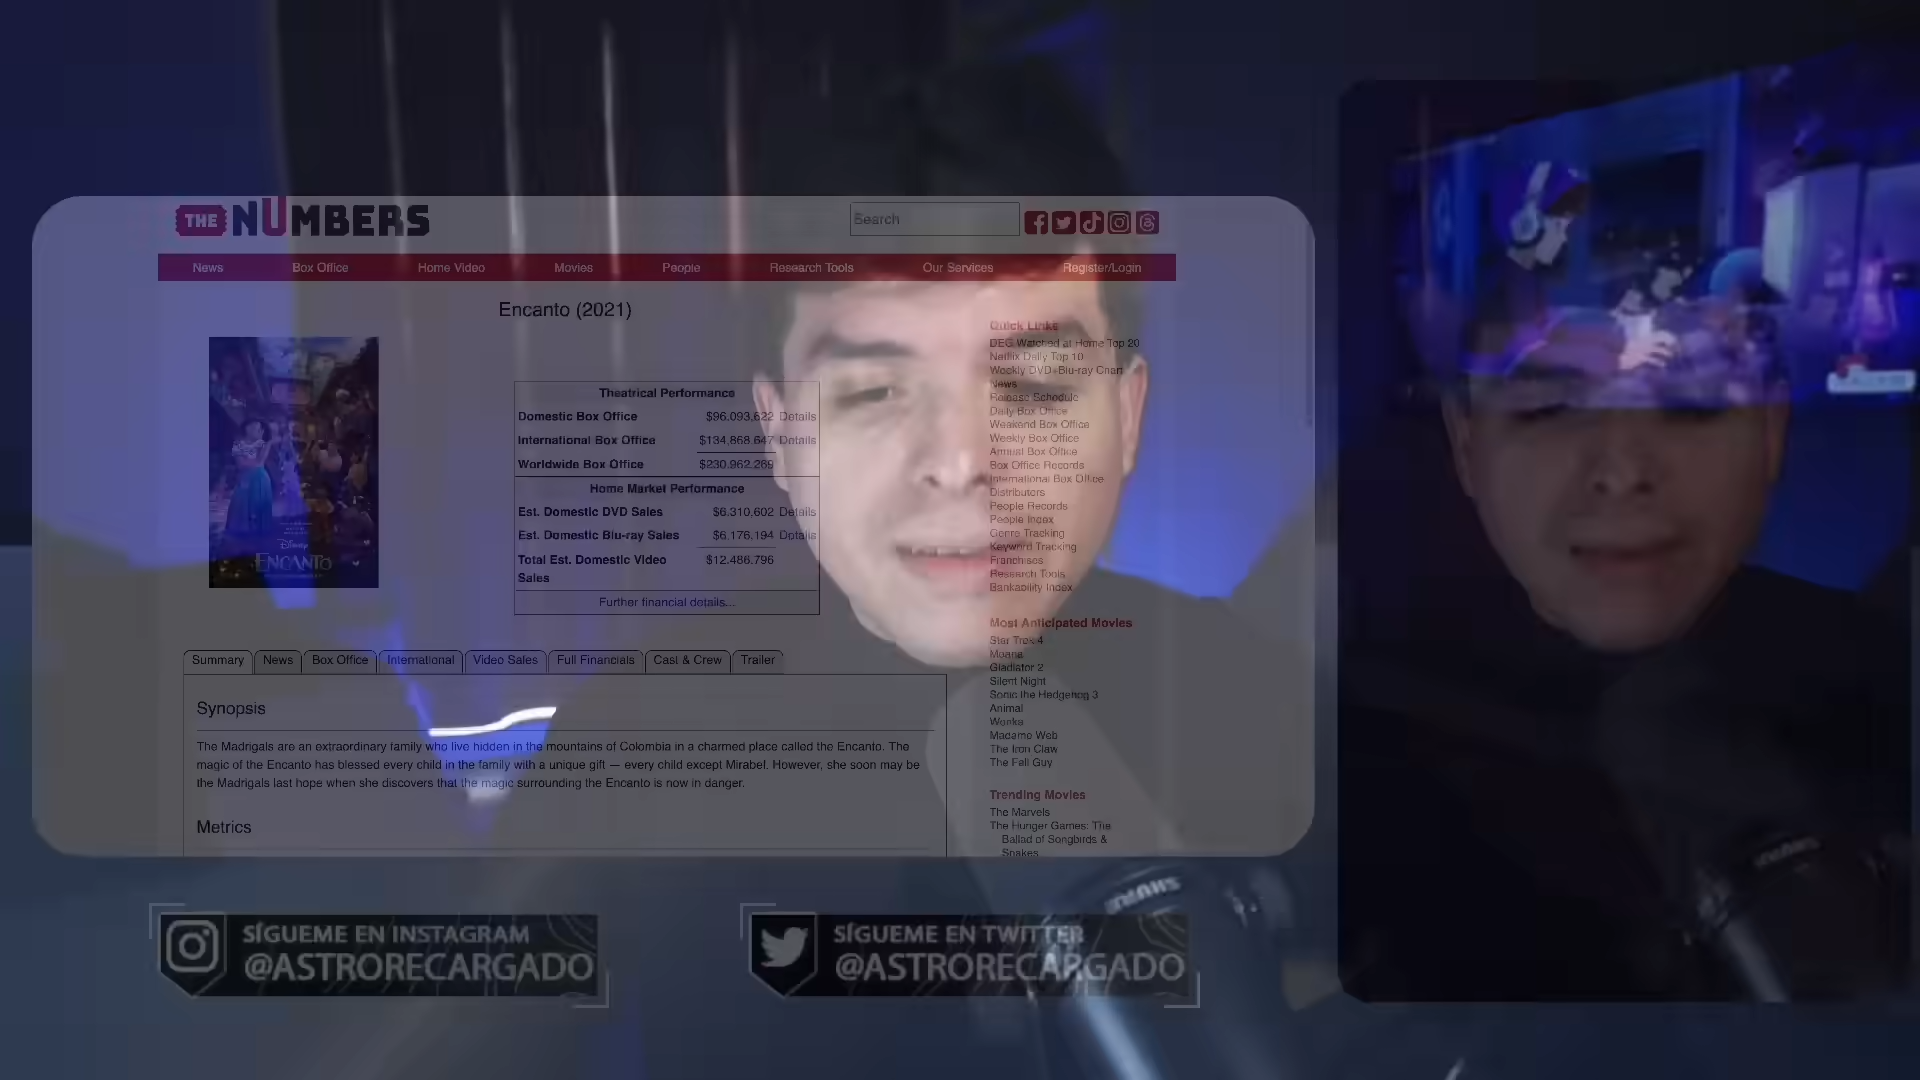 THE NUMBERS
Search
News Box Office Home Video Movies People Research Tools Our Services Register/Login
Encanto (2021)
Disney
ENCANTO
Theatrical Performance
Domestic Box Office $96,093,622 Details
International Box Office $134,868,647 Details
Worldwide Box Office $230,962,269
Home Market Performance
Est. Domestic DVD Sales $6,310,602 Details
Est. Domestic Blu-ray Sales $6,176,194 Details
Total Est. Domestic Video $12,486,796
Sales
Further financial details...
Summary News Box Office International Video Sales Full Financials Cast & Crew Trailer
Synopsis
The Madrigals are an extraordinary family who live hidden in the mountains of Colombia in a charmed place called the Encanto. The
magic of the Encanto has blessed every child in the family with a unique gift — every child except Mirabel. However, she soon may be
the Madrigals last hope when she discovers that the magic surrounding the Encanto is now in danger.
Metrics
Quick Links
DEG Watched at Home Top 20
Netflix Daily Top 10
Weekly DVD+Blu-ray Chart
News
Release Schedule
Daily Box Office
Weekend Box Office
Weekly Box Office
Annual Box Office
Box Office Records
International Box Office
Distributors
People Records
People Index
Genre Tracking
Keyword Tracking
Franchises
Research Tools
Bankability Index
Most Anticipated Movies
Star Trek 4
Moana
Gladiator 2
Silent Night
Sonic the Hedgehog 3
Animal
Wonka
Madame Web
The Iron Claw
The Fall Guy
Trending Movies
The Marvels
The Hunger Games: The
Ballad of Songbirds &
Snakes
SÍGUEME EN INSTAGRAM
@ASTRORECARGADO
SÍGUEME EN TWITTER
@ASTRORECARGADO